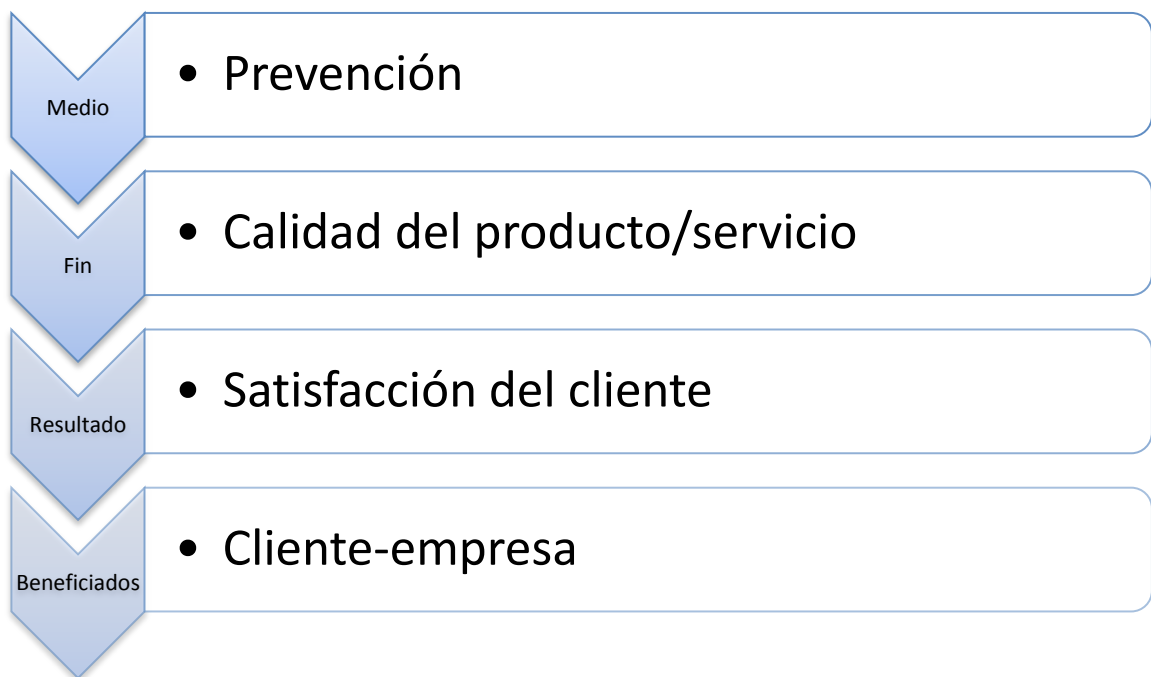 Medio
• Prevención
Fin
• Calidad del producto/servicio
Resultado
• Satisfacción del cliente
Beneficiados
• Cliente-empresa